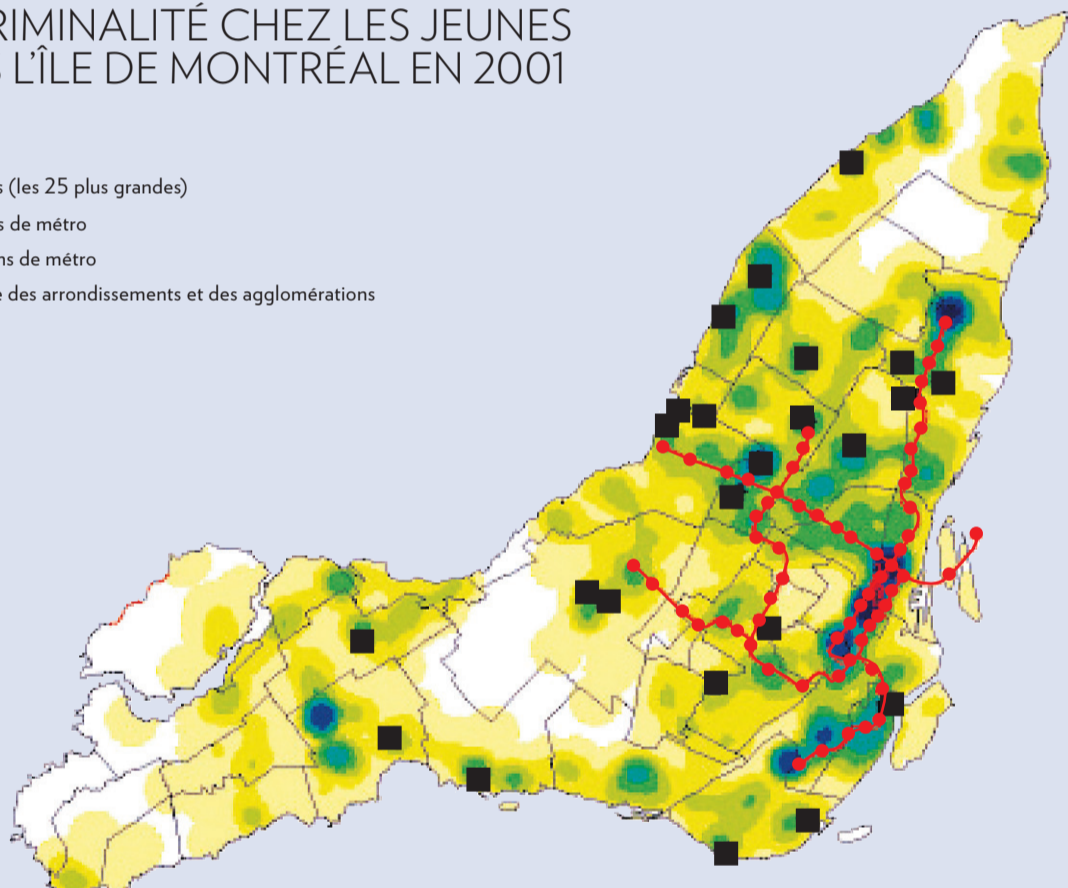 RIMINALITÉ CHEZ LES JEUNES
L'ÎLE DE MONTRÉAL EN 2001
s (les 25 plus grandes)
s de métro
ns de métro
e des arrondissements et des agglomérations